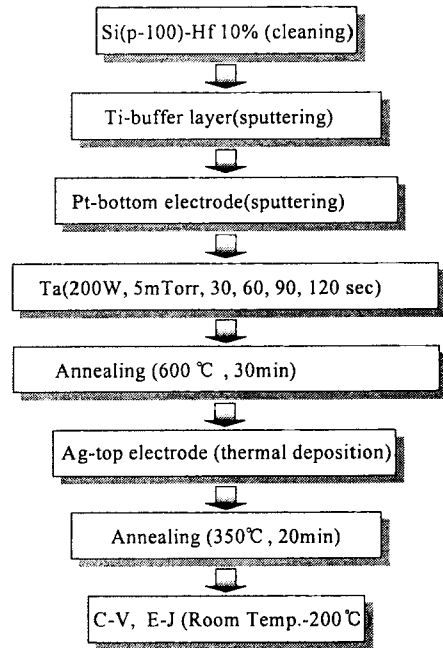 Si(p-100)-Hf 10% (cleaning)
Ti-buffer layer(sputtering)
Pt-bottom electrode(sputtering)
Ta(200W, 5mTorr, 30, 60, 90, 120 sec)
Annealing (600 ℃ , 30min)
Ag-top electrode (thermal deposition)
Annealing (350℃, 20min)
C-V, E-J (Room Temp.-200℃